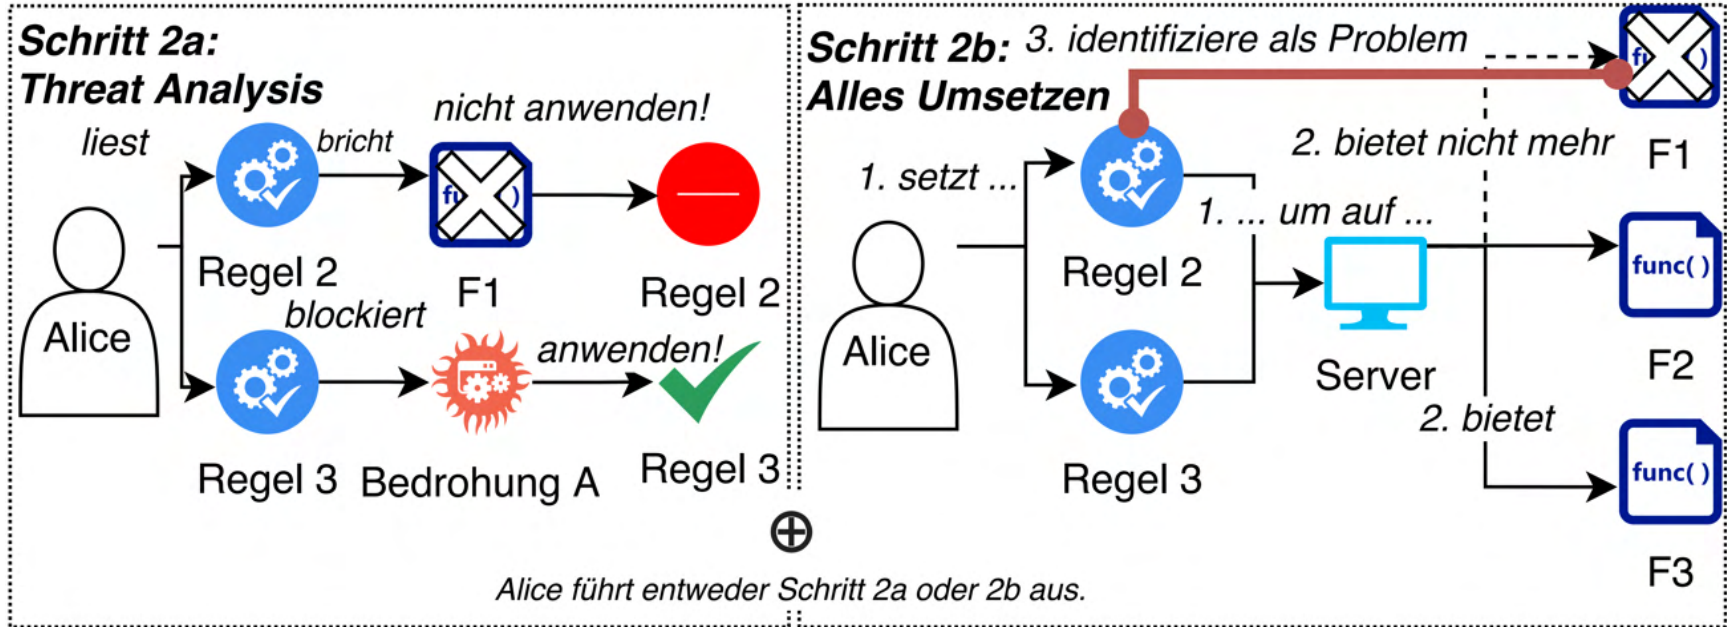 Schritt 2a:
Threat Analysis
liest
bricht
nicht anwenden!
Regel 2
F1
Regel 2
Alice
blockiert
anwenden!
Regel 3
Bedrohung A
Regel 3
Schritt 2b:
Alles Umsetzen
3. identifiziere als Problem
1. setzt ...
2. bietet nicht mehr
F1
1. ... um auf ...
Regel 2
func( )
F2
Alice
Server
2. bietet
Regel 3
func( )
F3
Alice führt entweder Schritt 2a oder 2b aus.